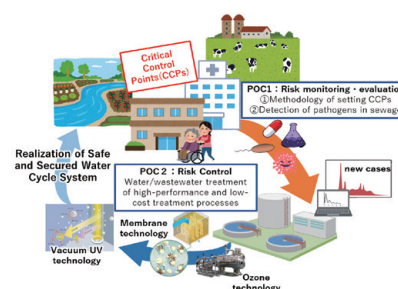 Critical
Control
Points(CCPs)
POC1：Risk monitoring・evaluation
①Methodology of setting CCPs
②Detection of pathogens in sewage
Realization of Safe
and Secured Water
Cycle System
POC２：Risk Control
Water/wastewater treatment
of high-performance and low-
cost treatment processes
new cases
Membrane
technology
Vacuum UV
technology
Ozone
technology